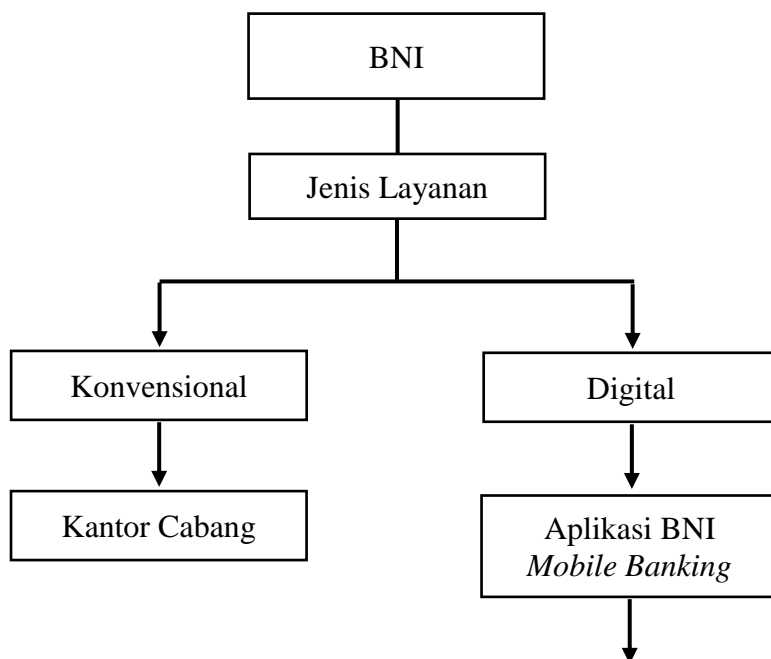 BNI
Jenis Layanan
Konvensional
Digital
Kantor Cabang
Aplikasi BNI
Mobile Banking